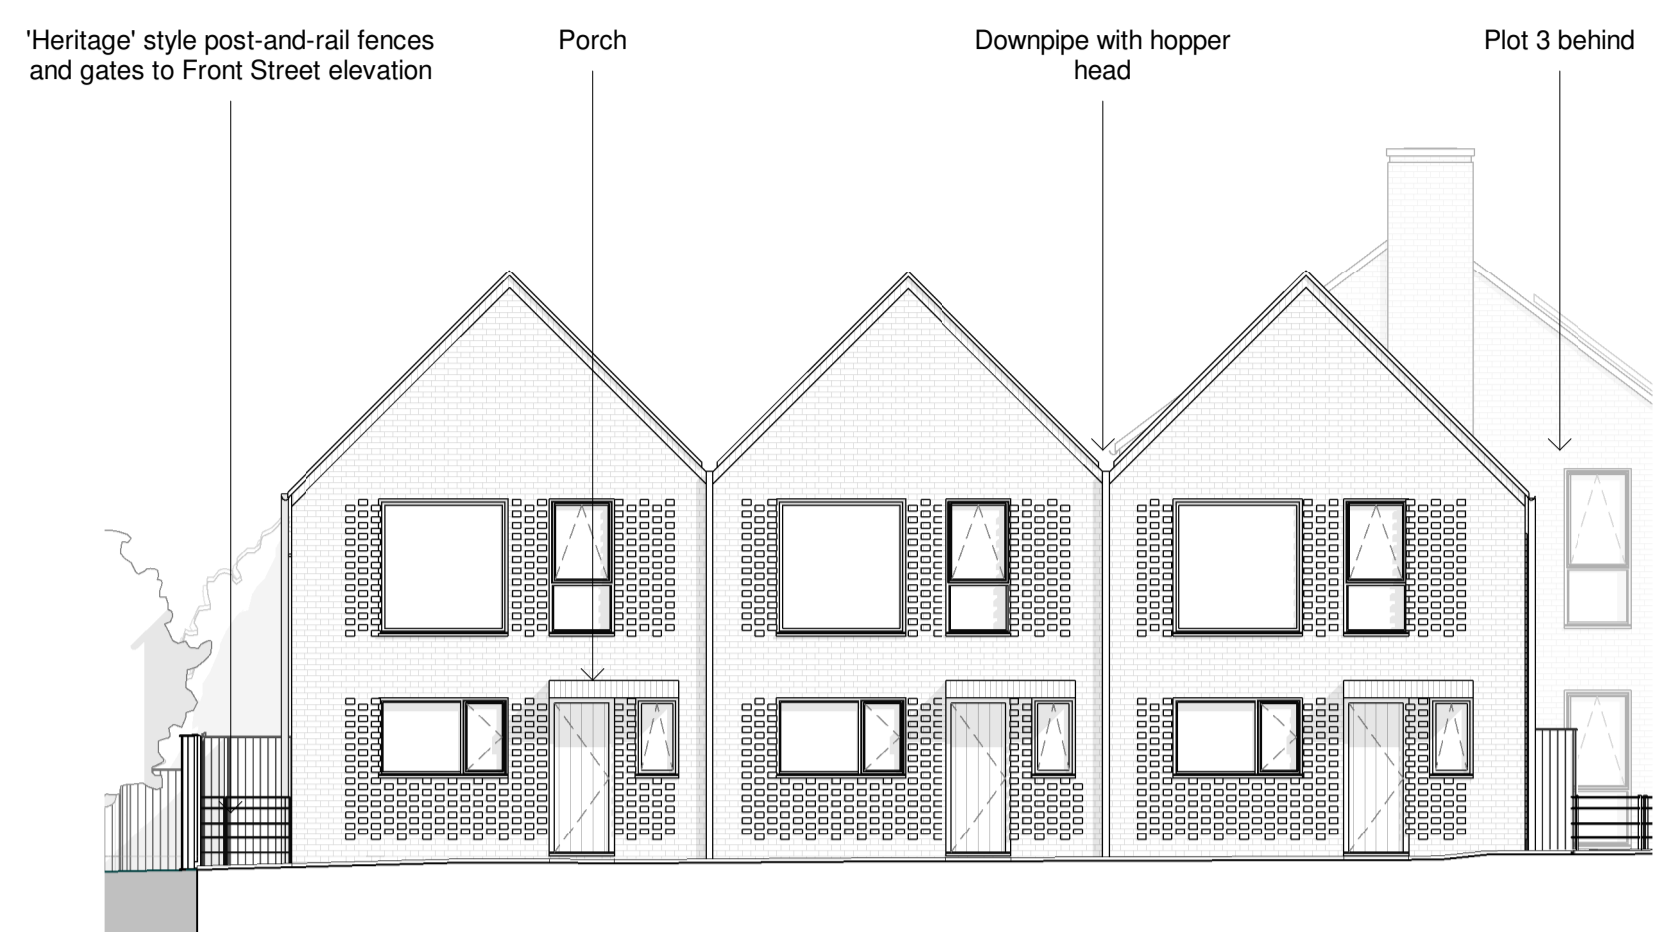 'Heritage' style post-and-rail fences
and gates to Front Street elevation
Porch
Downpipe with hopper
head
Plot 3 behind